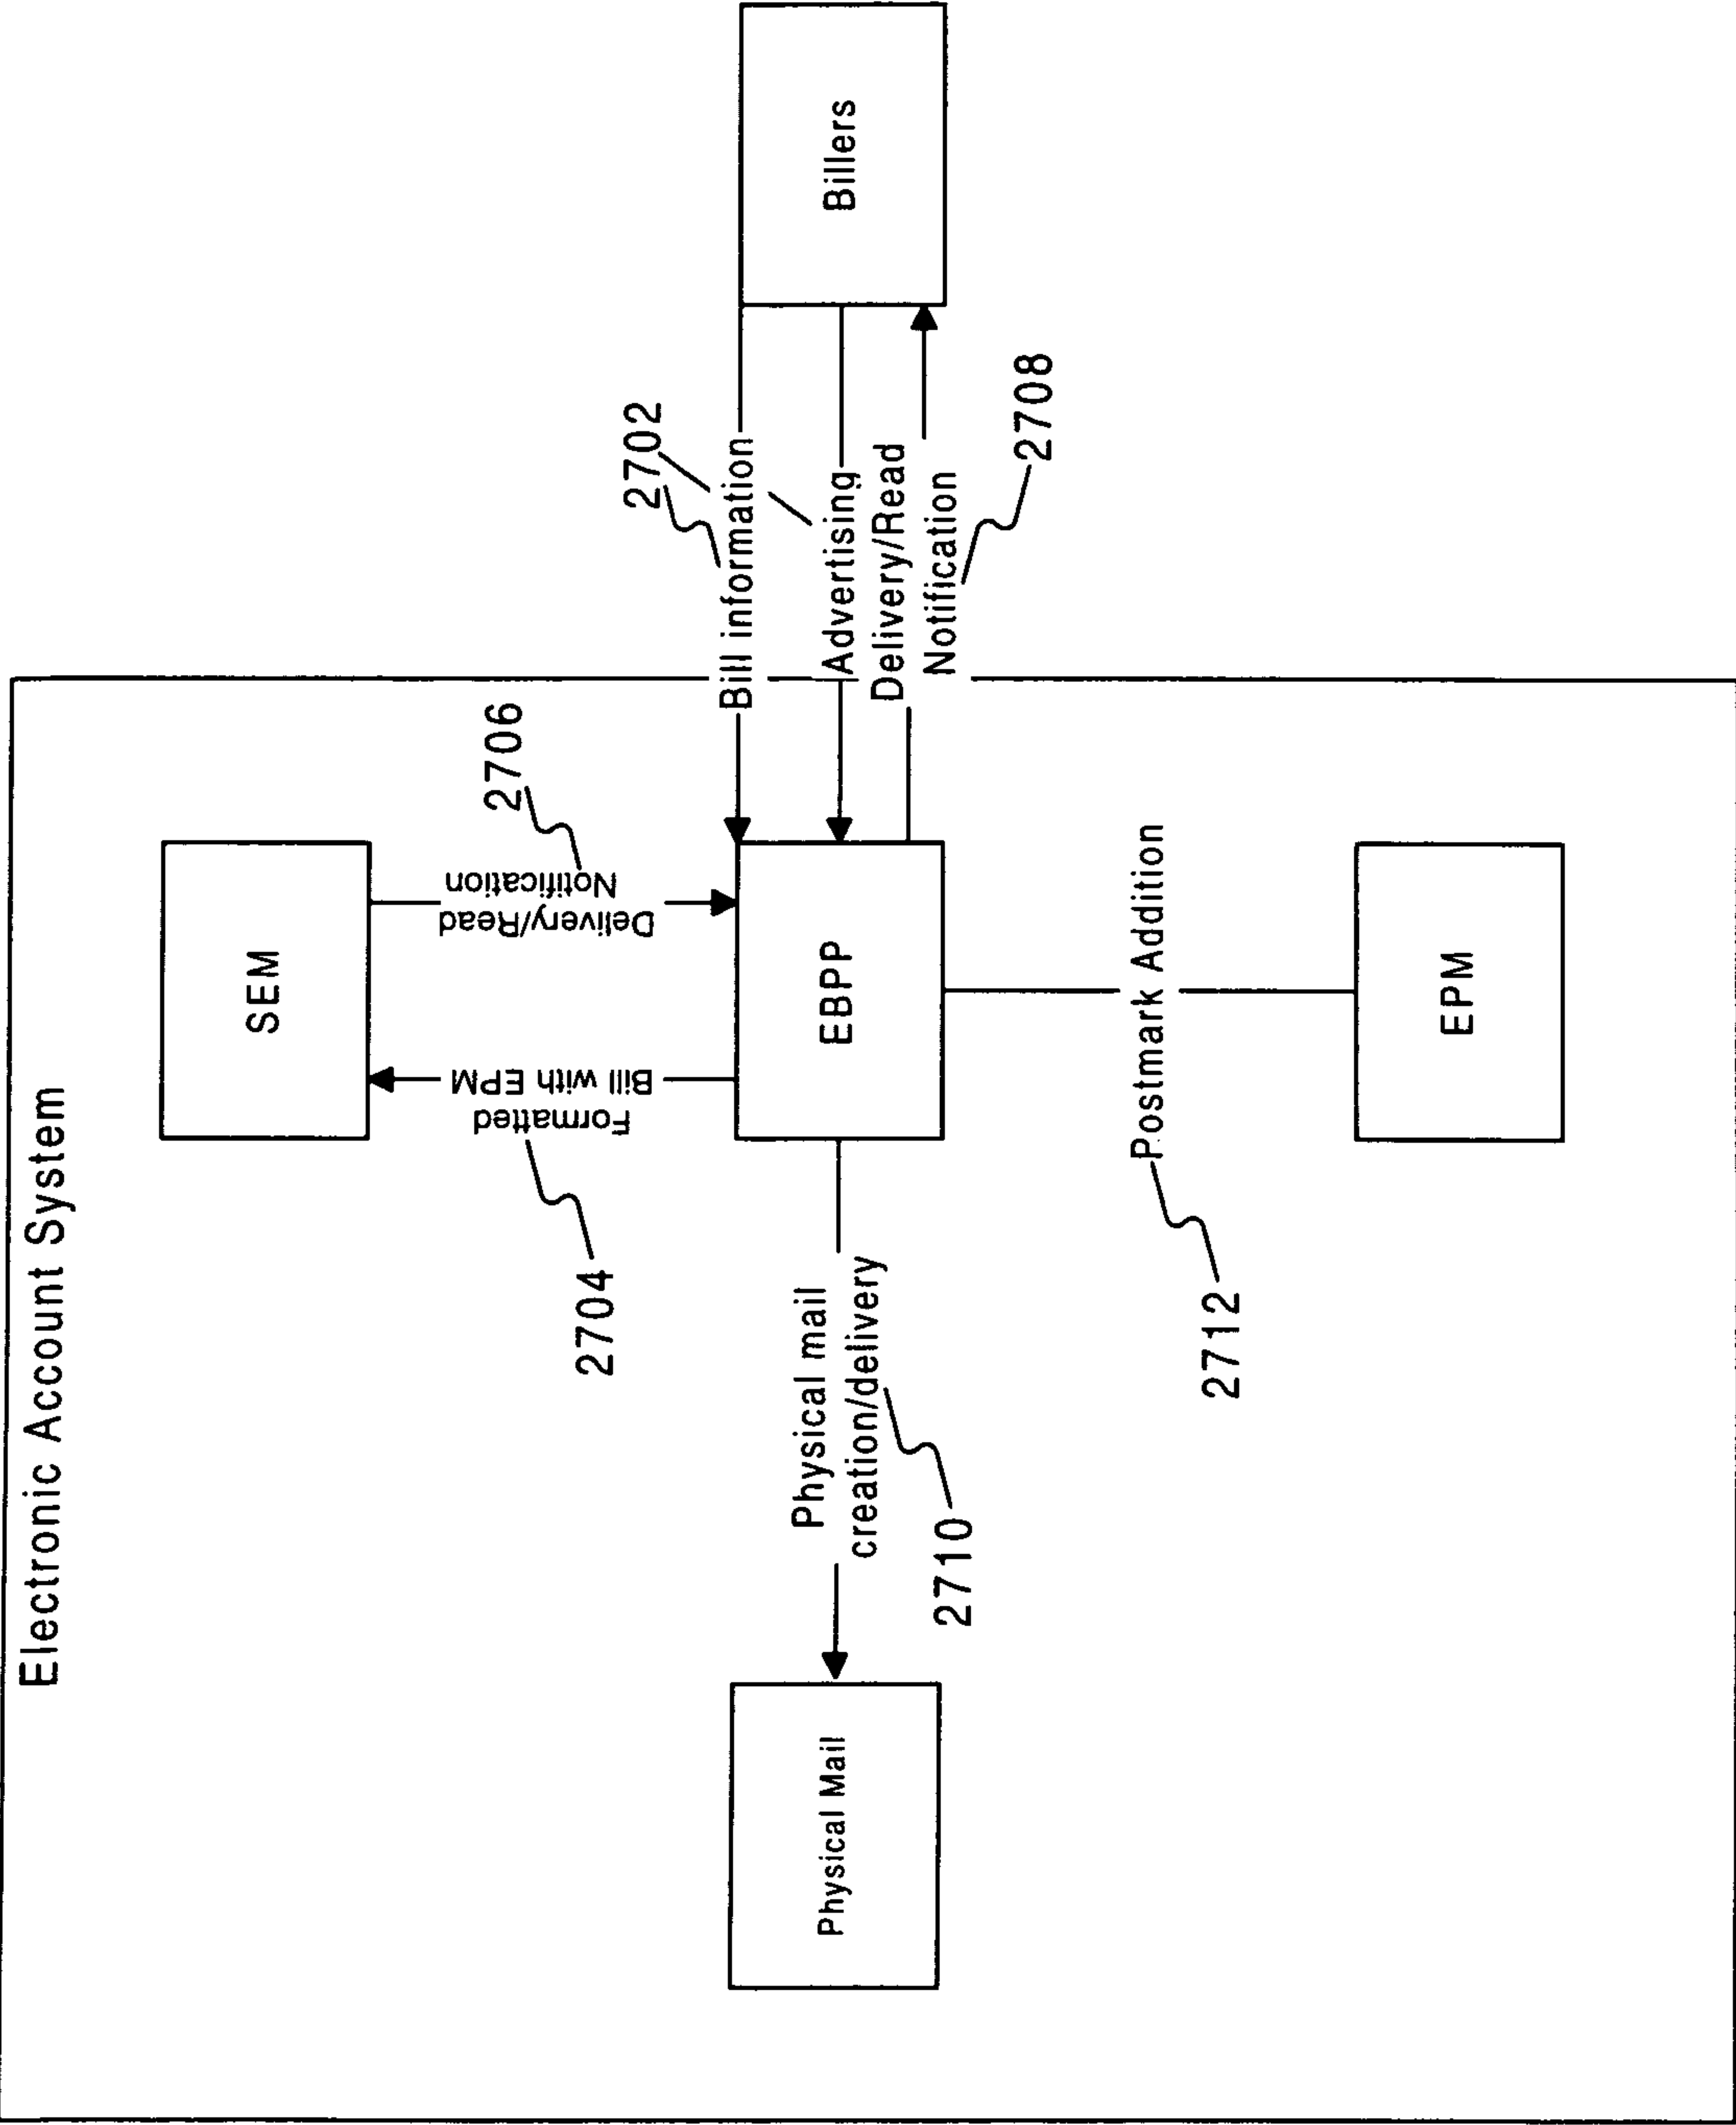 Electronic Account System
SEM
2704
Formatted
Bill with EPM
Delivery/Read
Notification
2706
2702
Bill information
Advertising
Delivery/Read
Notification
2708
Billers
EBPP
Physical mail
creation/delivery
2710
Physical Mail
Postmark Addition
2712
EPM